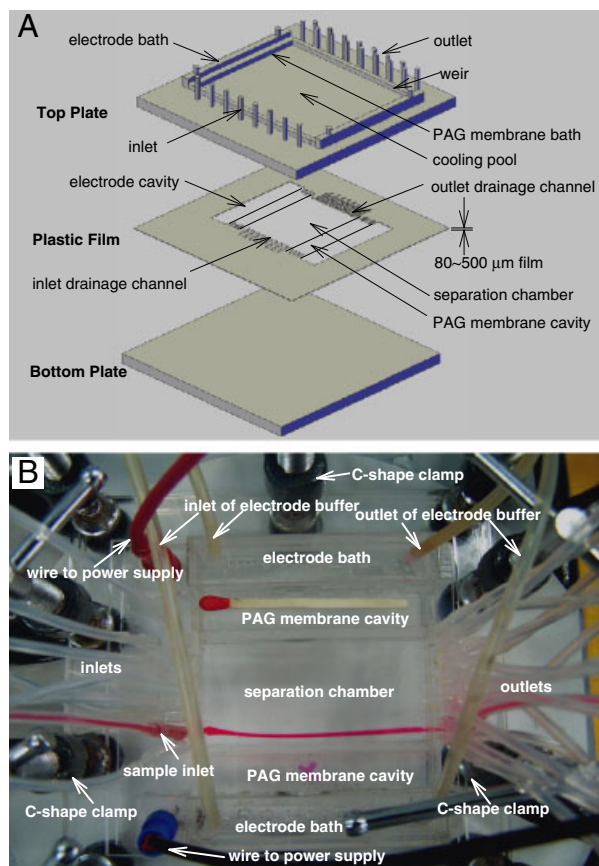 A
electrode bath
outlet
weir
Top Plate
inlet
PAG membrane bath
cooling pool
electrode cavity
outlet drainage channel
Plastic Film
80~500 µm film
inlet drainage channel
separation chamber
PAG membrane cavity
Bottom Plate
B
C-shape clamp
inlet of electrode buffer
outlet of electrode buffer
wire to power supply
electrode bath
PAG membrane cavity
inlets
separation chamber
outlets
sample inlet
PAG membrane cavity
C-shape clamp
C-shape clamp
electrode bath
wire to power supply